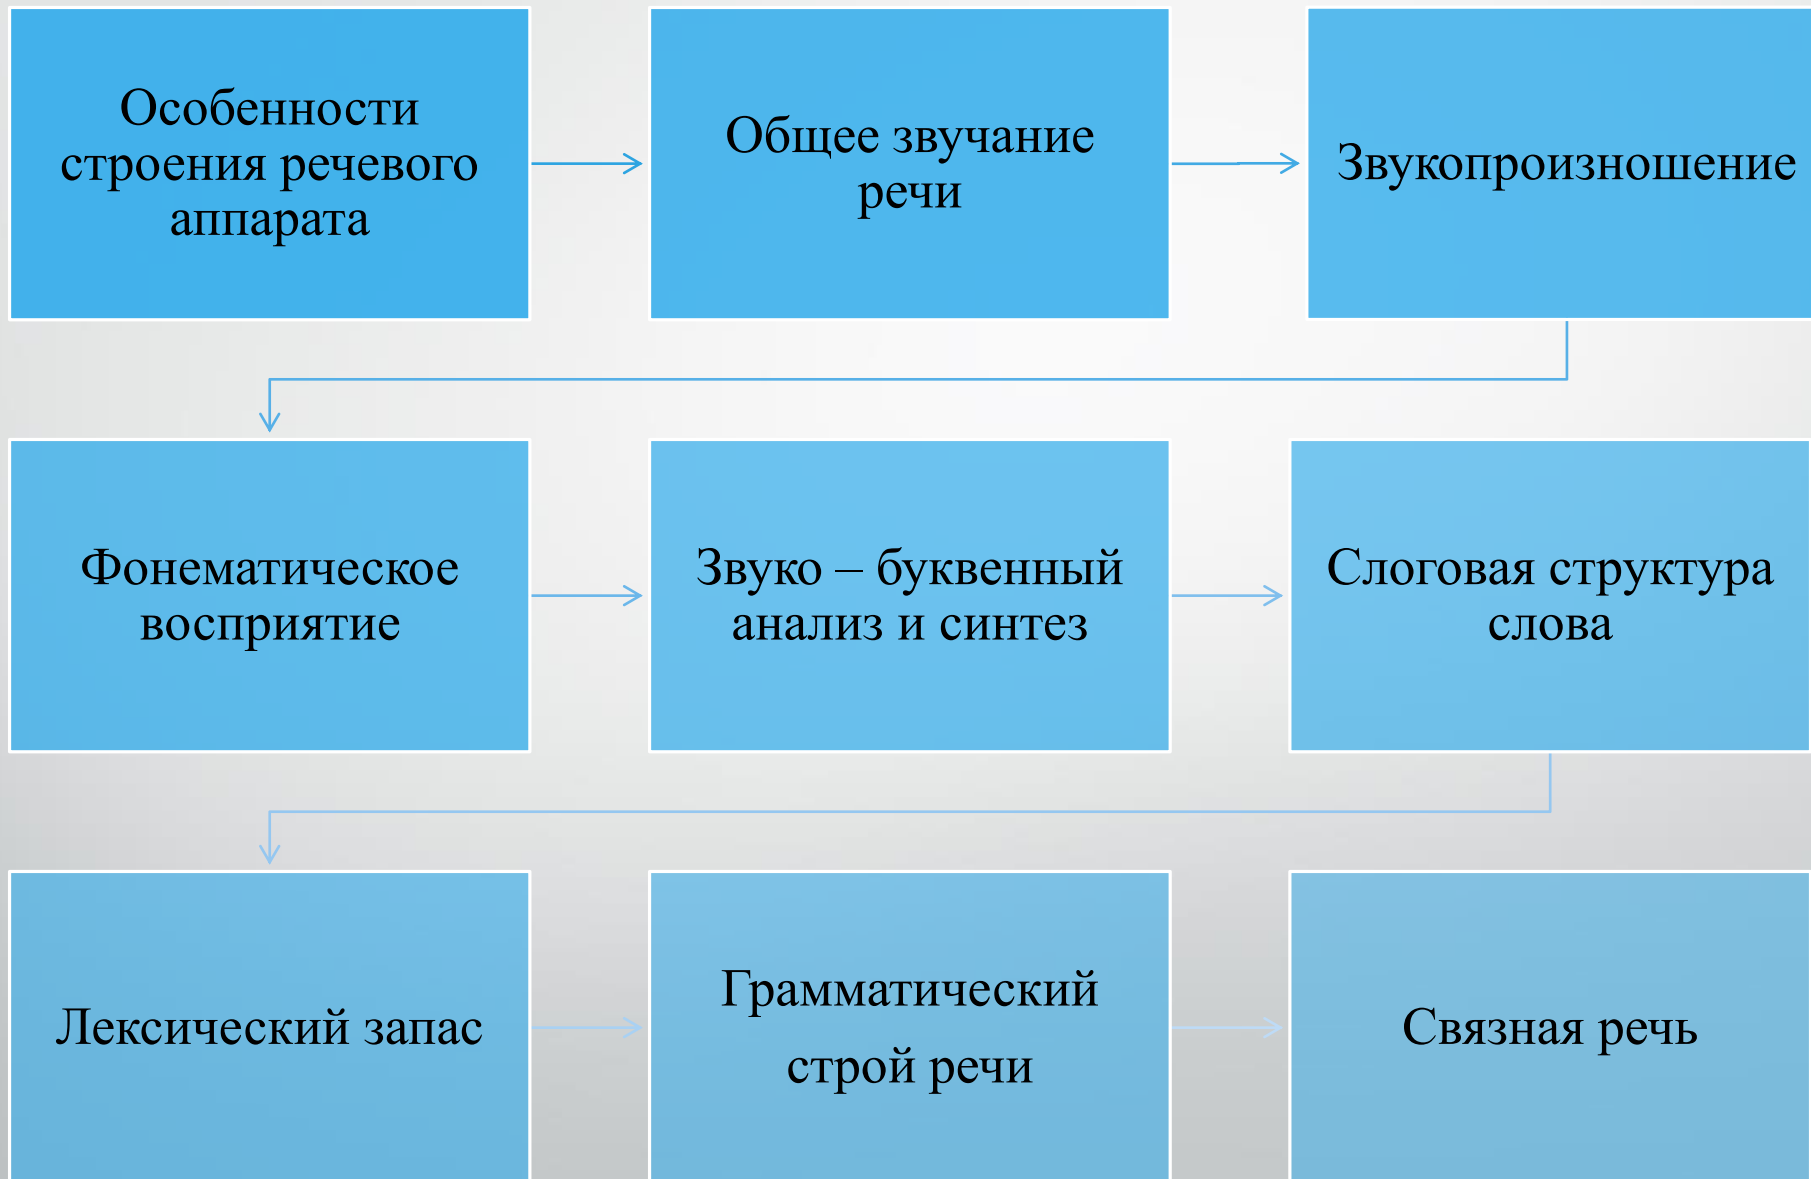 Особенности
строения речевого
аппарата
Общее звучание
речи
Звукопроизношение
Фонематическое
восприятие
Звуко – буквенный
анализ и синтез
Слоговая структура
слова
Лексический запас
Грамматический
строй речи
Связная речь